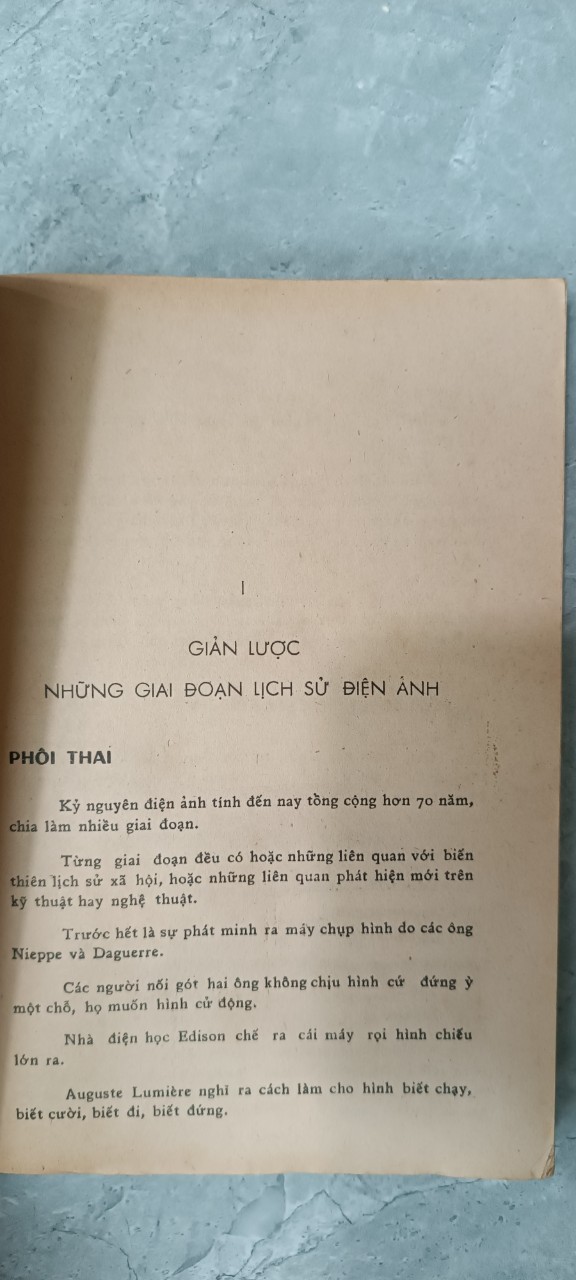 I
GIẢN LƯỢC
NHỮNG GIAI ĐOẠN LỊCH SỬ ĐIỆN ẢNH
PHÔI THAI
Kỷ nguyên điện ảnh tính đến nay tổng cộng hơn 70 năm,
chia làm nhiều giai đoạn.
Từng giai đoạn đều có hoặc những liên quan với biến
thiên lịch sử xã hội, hoặc những liên quan phát hiện mới trên
kỹ thuật hay nghệ thuật.
Trước hết là sự phát minh ra máy chụp hình do các ông
Nieppe và Daguerre.
Các người nối gót hai ông không chịu hình cứ đứng ỳ
một chỗ, họ muốn hình cử động.
Nhà điện học Edison chế ra cái máy rọi hình chiếu
lớn ra.
Auguste Lumière nghĩ ra cách làm cho hình biết chạy,
biết cười, biết đi, biết đứng.